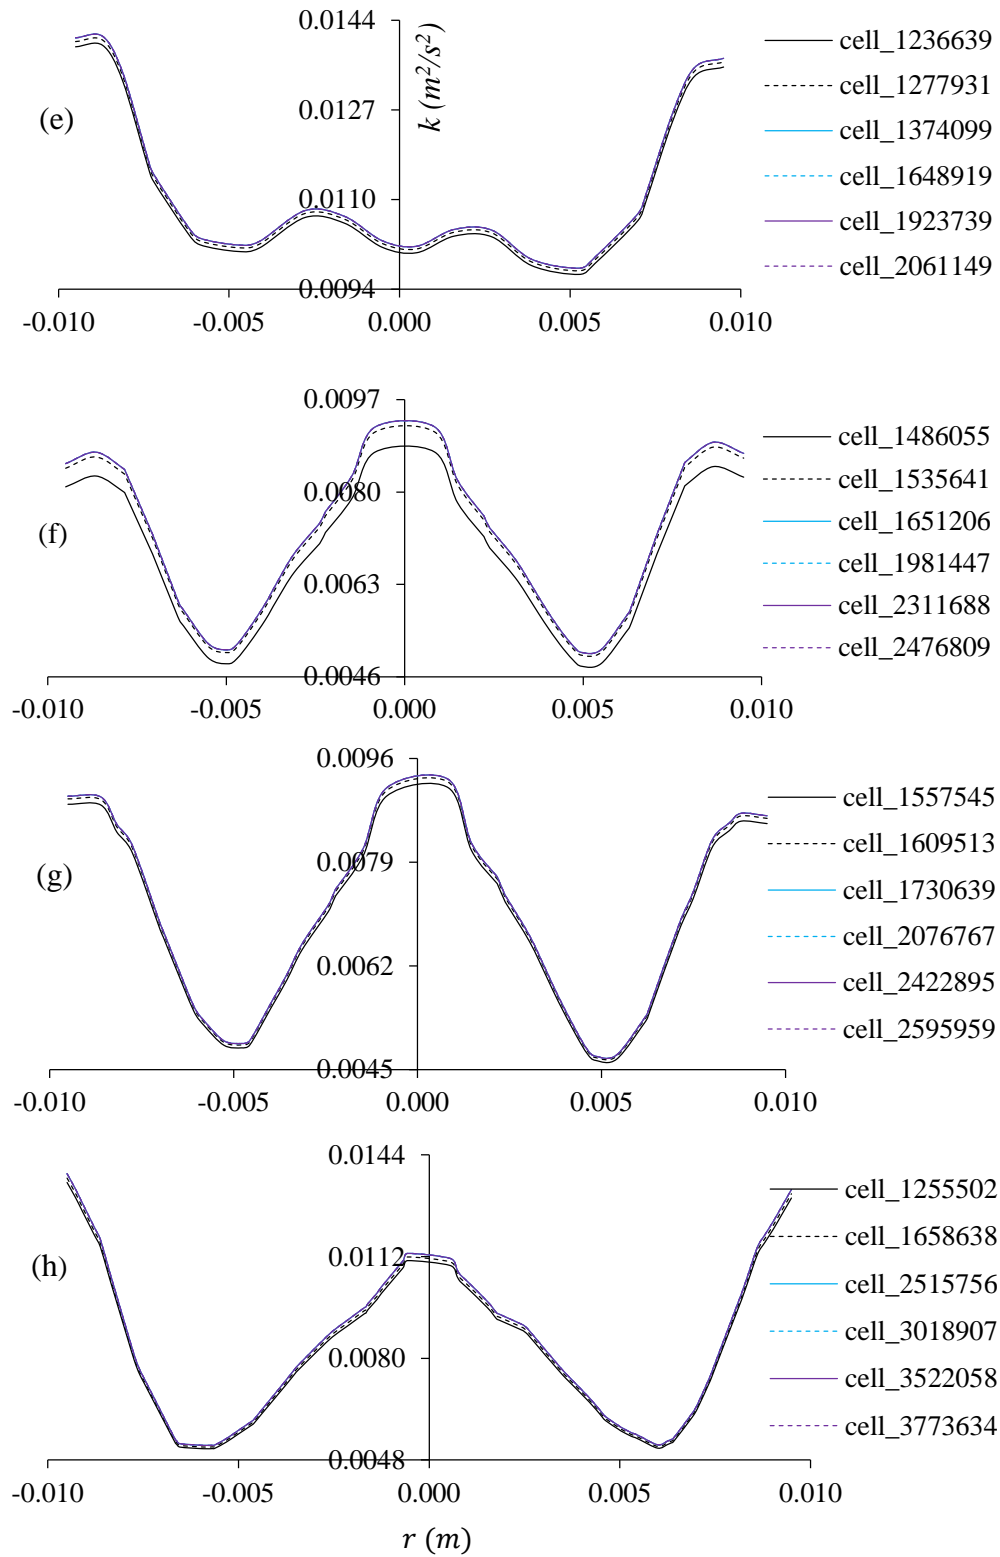 (e)
k (m²/s²)
0.0144
0.0127
0.0110
0.0094
-0.010 -0.005 0.000 0.005 0.010
cell_1236639
cell_1277931
cell_1374099
cell_1648919
cell_1923739
cell_2061149
(f)
0.0097
0.0080
0.0063
0.0046
-0.010 -0.005 0.000 0.005 0.010
cell_1486055
cell_1535641
cell_1651206
cell_1981447
cell_2311688
cell_2476809
(g)
0.0096
0.0079
0.0062
0.0045
-0.010 -0.005 0.000 0.005 0.010
cell_1557545
cell_1609513
cell_1730639
cell_2076767
cell_2422895
cell_2595959
(h)
0.0144
0.0112
0.0080
0.0048
-0.010 -0.005 0.000 0.005 0.010
cell_1255502
cell_1658638
cell_2515756
cell_3018907
cell_3522058
cell_3773634
r (m)